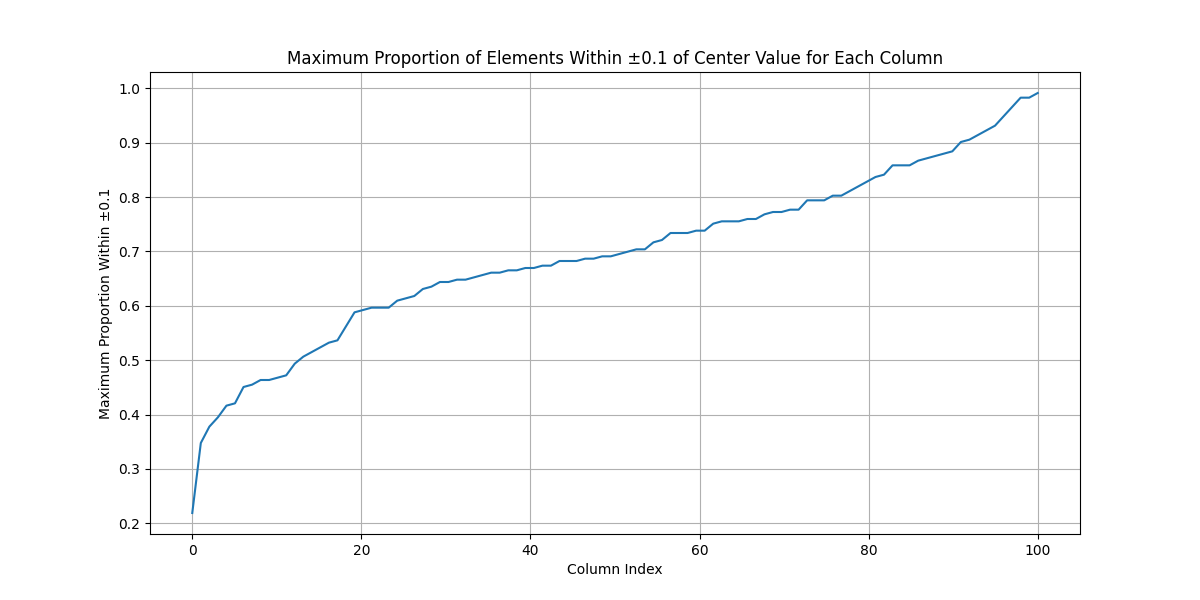 Maximum Proportion of Elements Within ±0.1 of Center Value for Each Column
1.0
0.9
0.8
0.7
0.6
0.5
0.4
0.3
0.2
Maximum Proportion Within ±0.1
0 20 40 60 80 100
Column Index